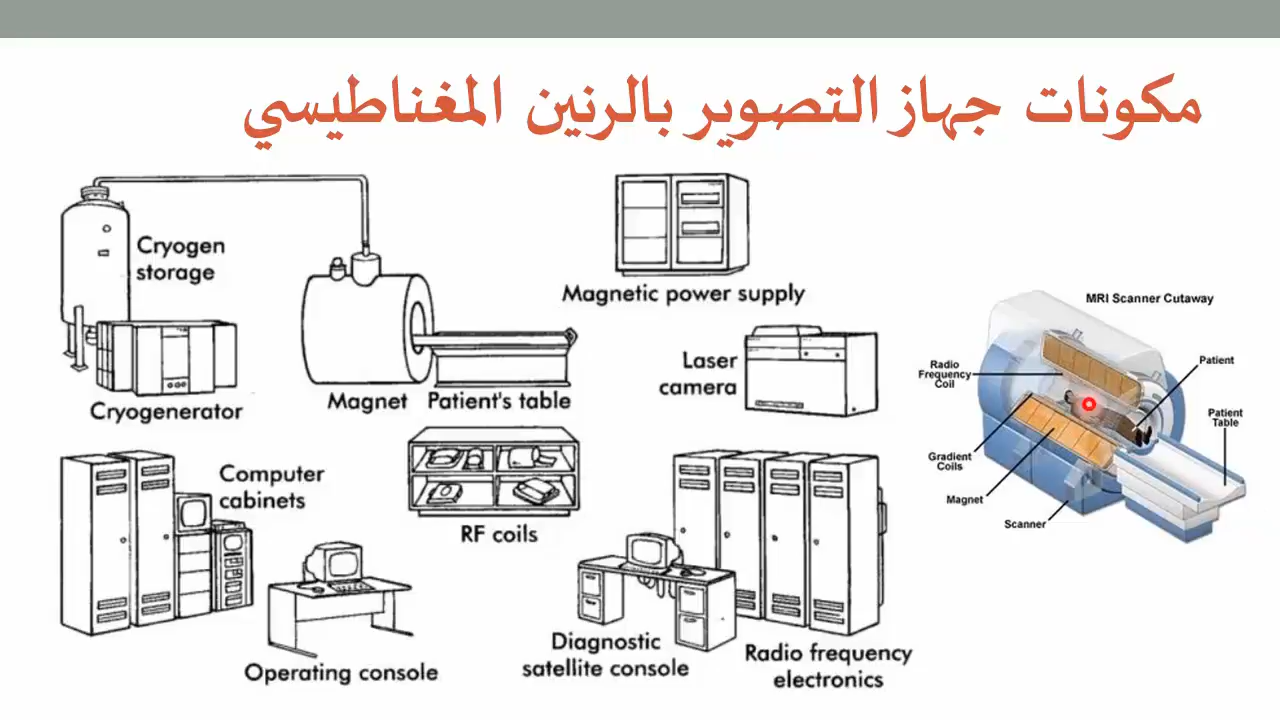 مكونات جهاز التصوير بالرنين المغناطيسي
Cryogen
storage
Cryogenerator
Magnet
Patient's table
Magnetic power supply
Laser
camera
Computer
cabinets
RF coils
Operating console
Diagnostic
satellite console
Radio frequency
electronics
MRI Scanner Cutaway
Radio
Frequency
Coil
Patient
Patient
Table
Gradient
Coils
Magnet
Scanner